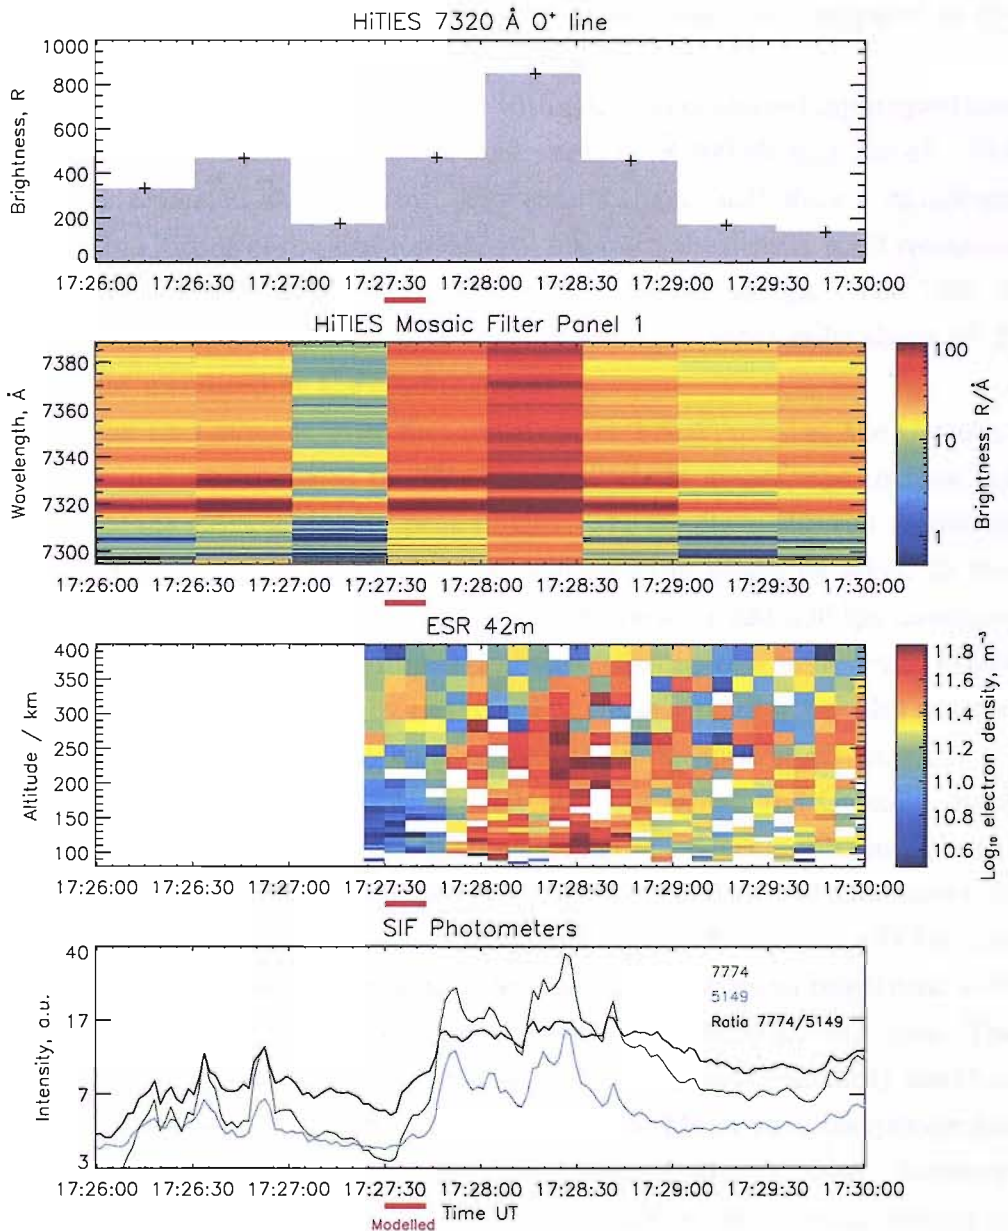 HiTIES 7320 Å O⁺ line
1000
800
600
400
200
0
Brightness, R
17:26:00 17:26:30 17:27:00 17:27:30 17:28:00 17:28:30 17:29:00 17:29:30 17:30:00
HiTIES Mosaic Filter Panel 1
7380
7360
7340
7320
7300
Wavelength, Å
100
10
1
Brightness, R/Å
17:26:00 17:26:30 17:27:00 17:27:30 17:28:00 17:28:30 17:29:00 17:29:30 17:30:00
ESR 42m
400
350
300
250
200
150
100
Altitude / km
11.8
11.6
11.4
11.2
11.0
10.8
10.6
Log₁₀ electron density, m⁻³
17:26:00 17:26:30 17:27:00 17:27:30 17:28:00 17:28:30 17:29:00 17:29:30 17:30:00
SIF Photometers
40
17
7
3
Intensity, a.u.
7774
5149
Ratio 7774/5149
17:26:00 17:26:30 17:27:00 17:27:30 17:28:00 17:28:30 17:29:00 17:29:30 17:30:00
Modelled
Time UT